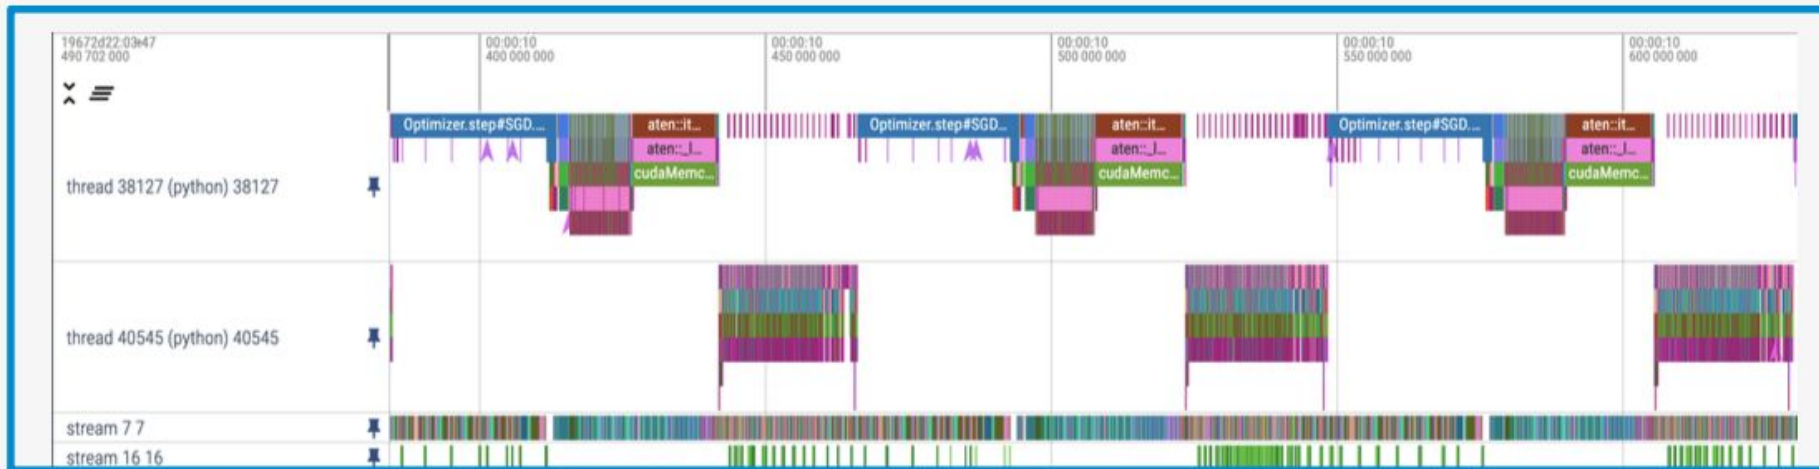 19672d22:03:47
490 702 000
00:00:10
400 000 000
00:00:10
450 000 000
00:00:10
500 000 000
00:00:10
550 000 000
00:00:10
600 000 000
Optimizer.step#SGD.... aten::it... Optimizer.step#SGD... aten::it... Optimizer.step#SGD.... aten::it...
aten::_l... aten::_l... aten::_l...
cudaMemc... cudaMemc... cudaMemc...
thread 38127 (python) 38127
thread 40545 (python) 40545
stream 7 7
stream 16 16